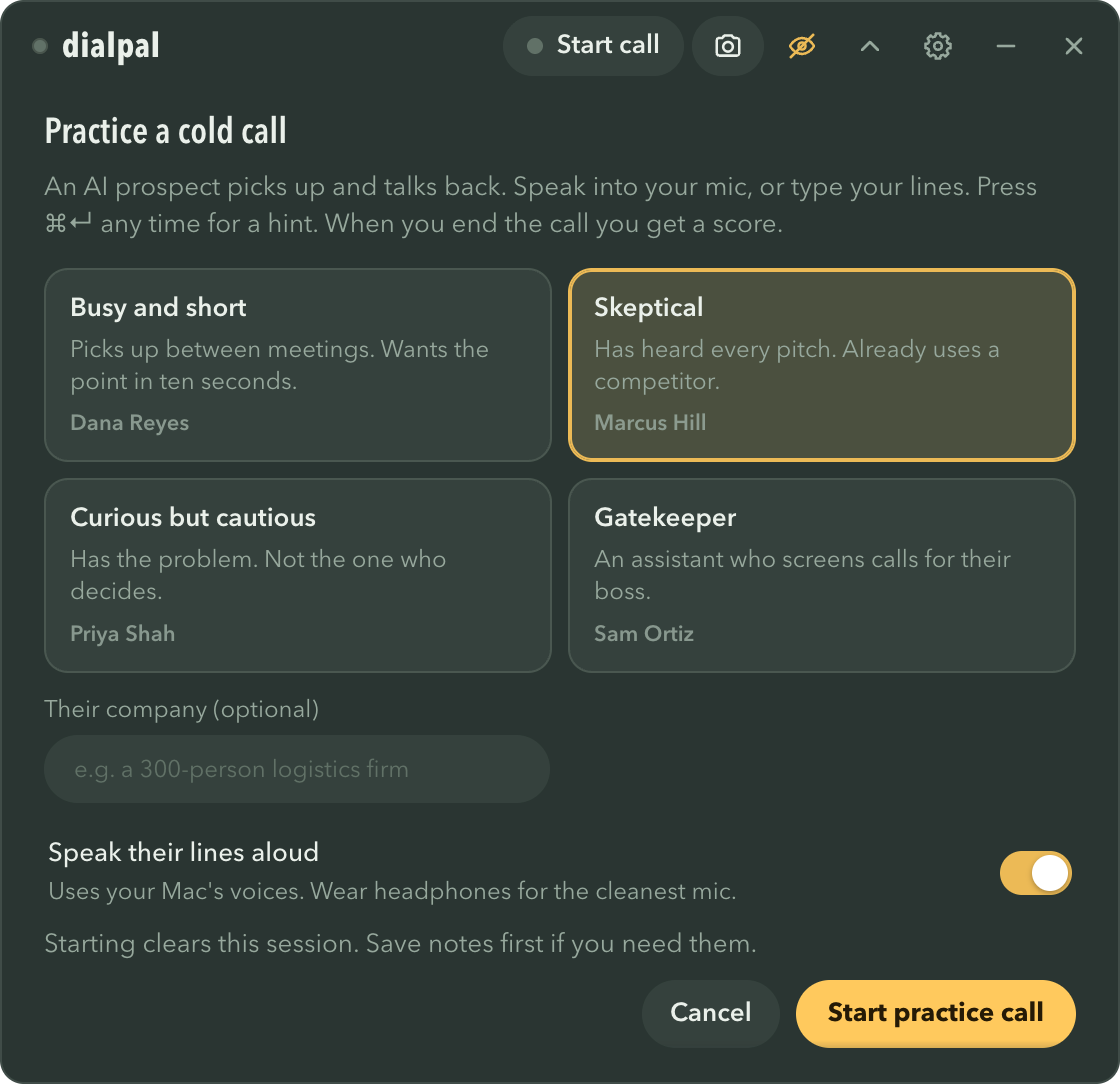 dialpal
Start call
Practice a cold call
An AI prospect picks up and talks back. Speak into your mic, or type your lines. Press
⌘↵ any time for a hint. When you end the call you get a score.
Busy and short
Picks up between meetings. Wants the
point in ten seconds.
Dana Reyes
Skeptical
Has heard every pitch. Already uses a
competitor.
Marcus Hill
Curious but cautious
Has the problem. Not the one who
decides.
Priya Shah
Gatekeeper
An assistant who screens calls for their
boss.
Sam Ortiz
Their company (optional)
e.g. a 300-person logistics firm
Speak their lines aloud
Uses your Mac's voices. Wear headphones for the cleanest mic.
Starting clears this session. Save notes first if you need them.
Cancel
Start practice call